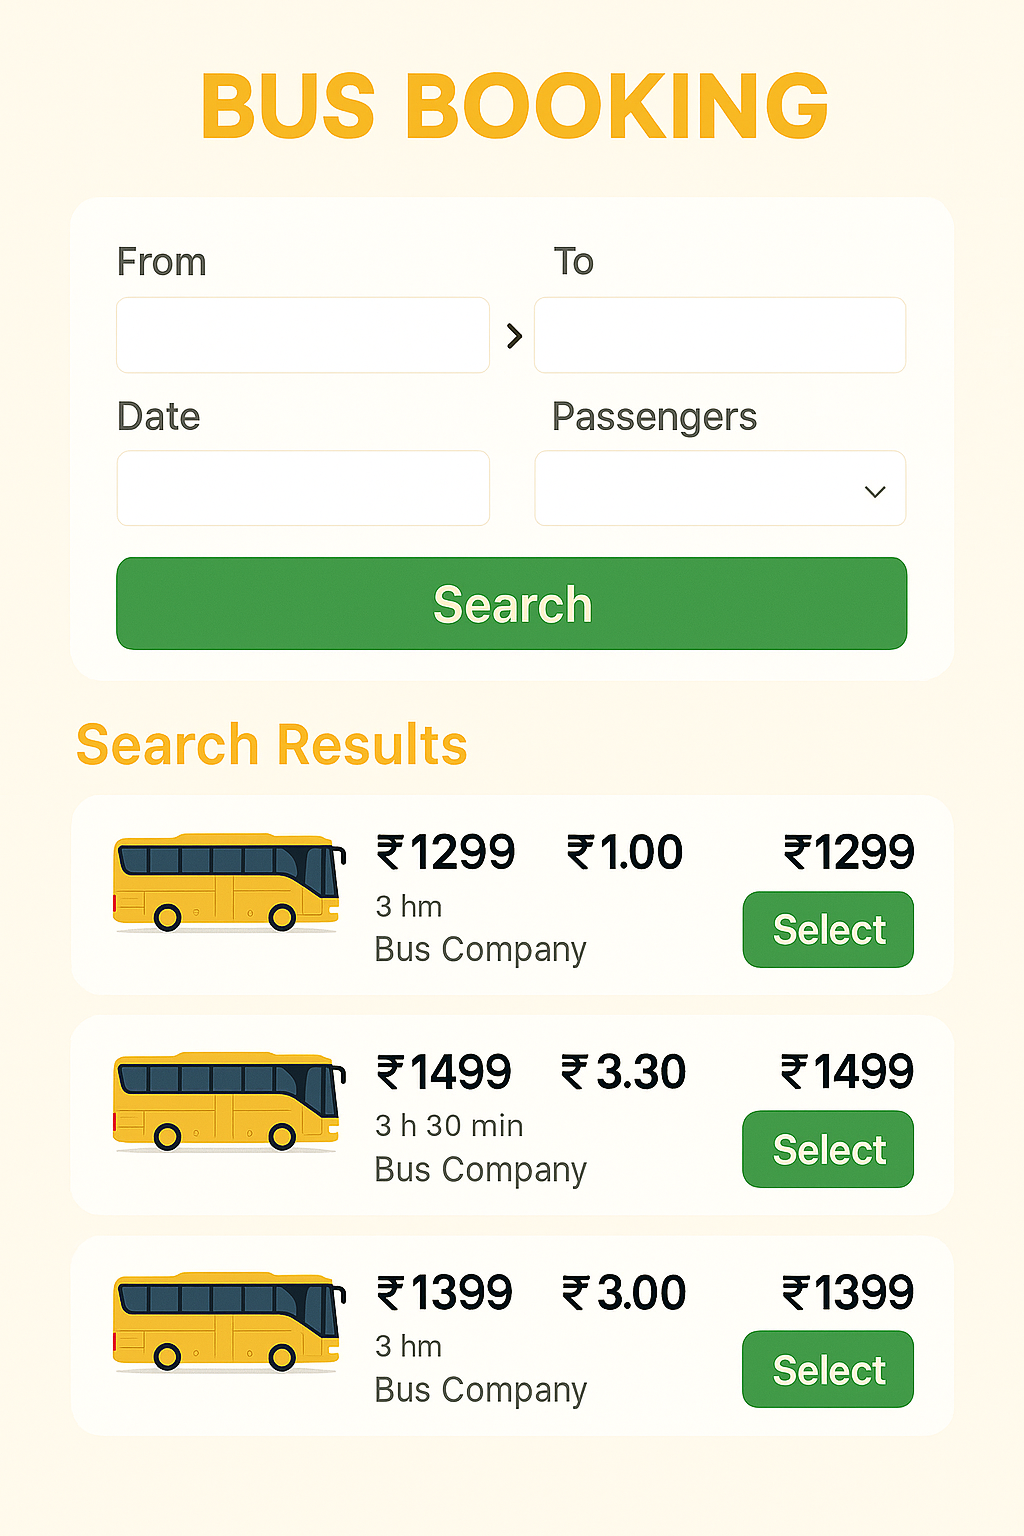 BUS BOOKING
From To
Date Passengers
Search
Search Results
₹1299 ₹1.00 ₹1299
3 hm
Bus Company
Select
₹1499 ₹3.30 ₹1499
3 h 30 min
Bus Company
Select
₹1399 ₹3.00 ₹1399
3 hm
Bus Company
Select